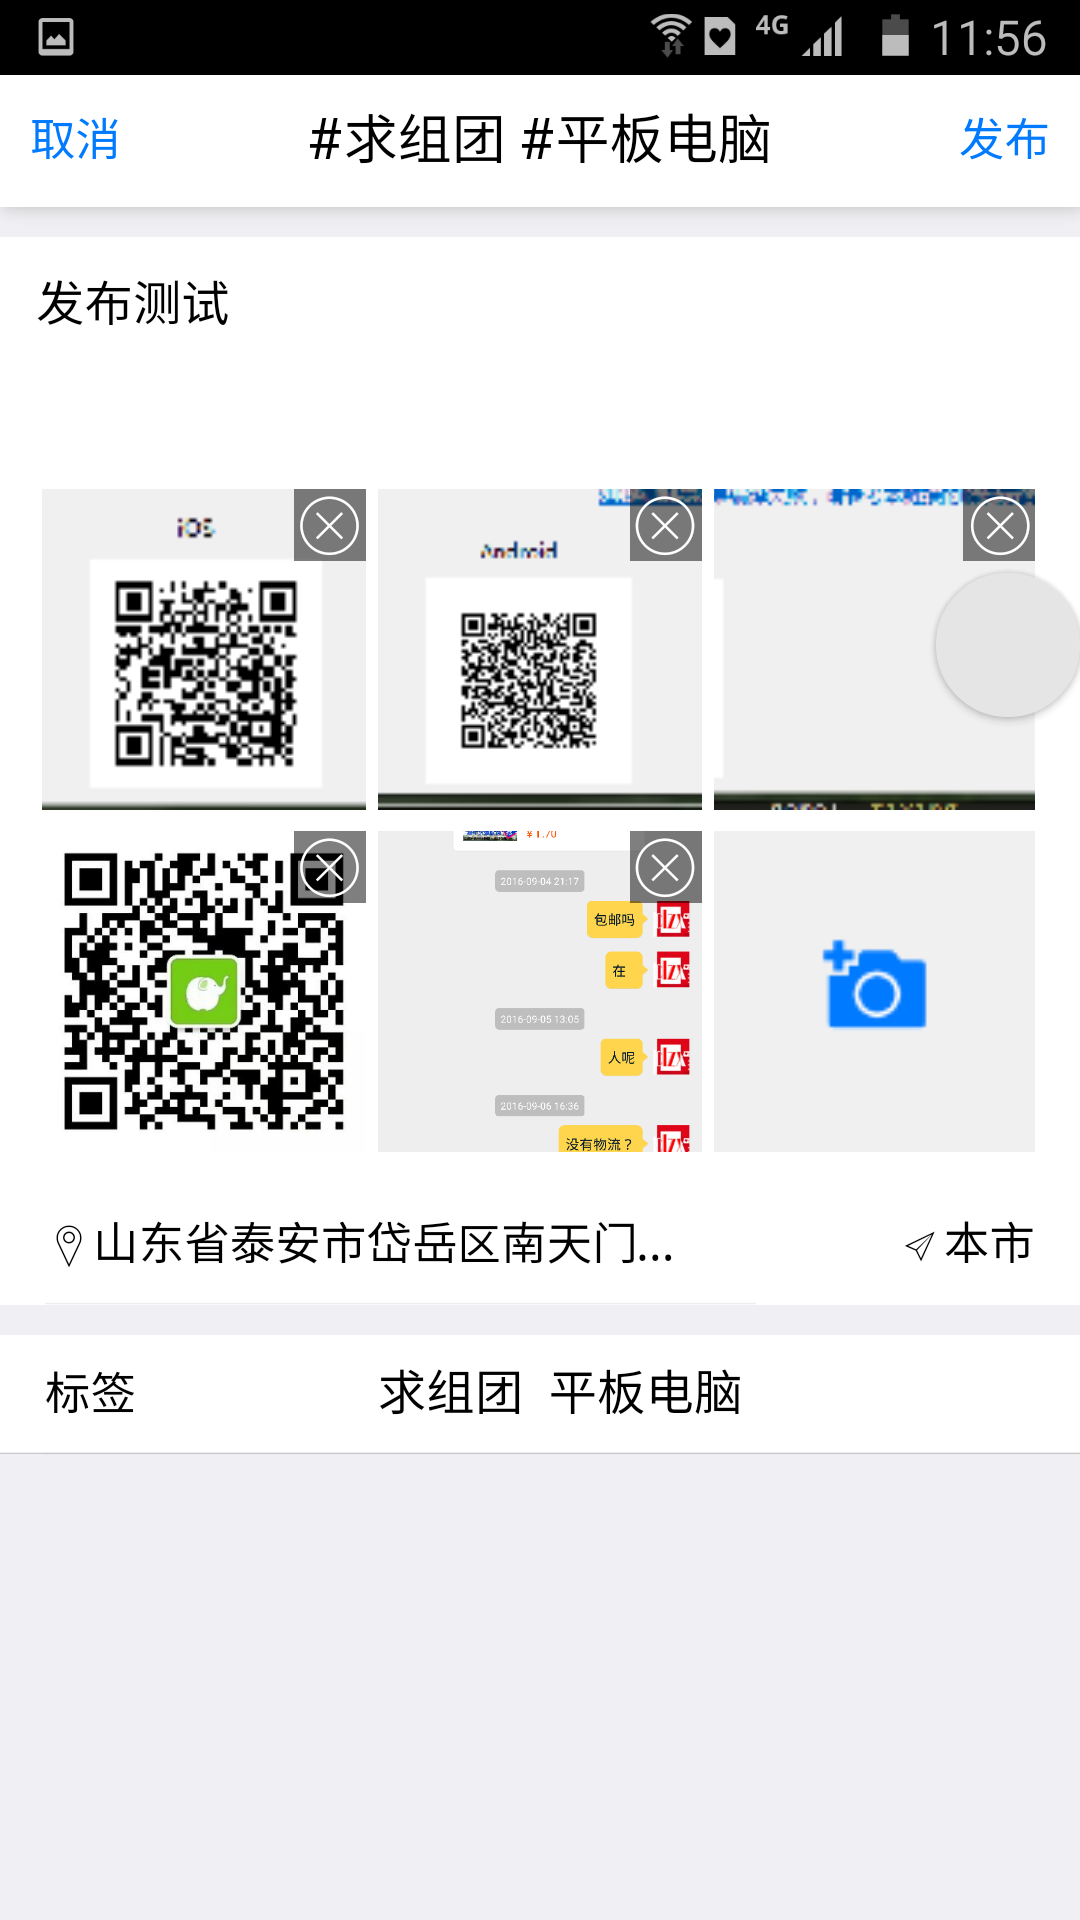 4G 11:56
取消 #求组团 #平板电脑 发布
发布测试
iOS
Android
¥1.70
2016-09-04 21:17
包邮吗
在
2016-09-05 13:05
人呢
2016-09-06 16:36
没有物流？
山东省泰安市岱岳区南天门... 本市
标签 求组团 平板电脑